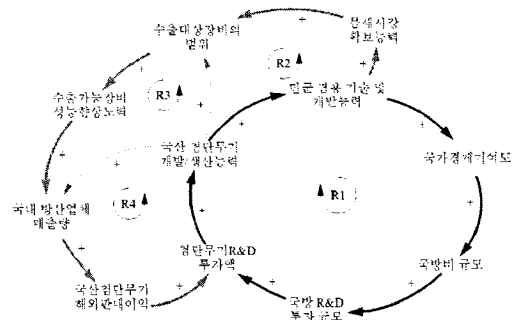 틈새시장
확보능력
수출대상장비의
범위
R2
+
R3
민군 겸용 기술 및
개발능력
수출가능장비
성능향상노력
국산 첨단무기
개발/생산능력
국가경제기여도
R4
R1
국내 방산업체
매출량
첨단무기R&D
투자액
국방비 규모
국산첨단무기
해외판매이익
국방 R&D
투자 규모